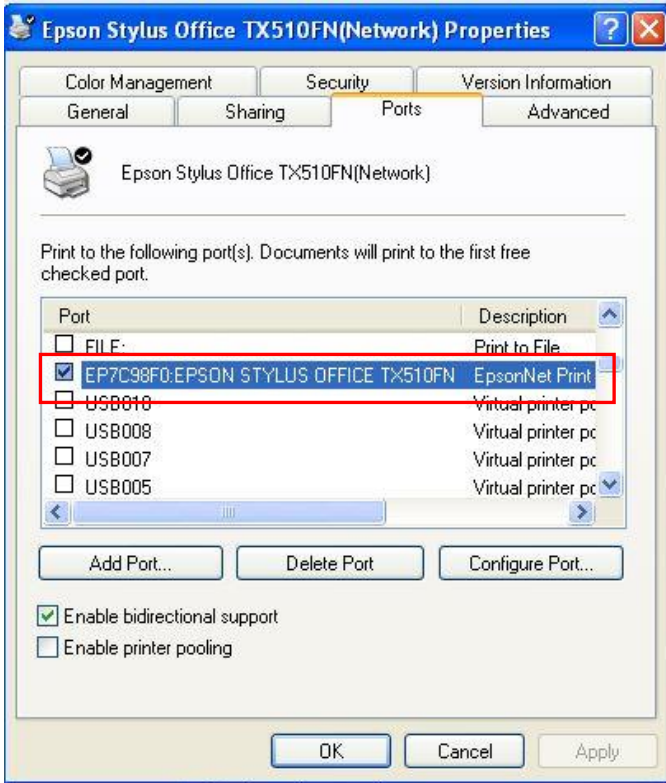 Epson Stylus Office TX510FN(Network) Properties
Color Management Security Version Information
General Sharing Ports Advanced
Epson Stylus Office TX510FN(Network)
Print to the following port(s). Documents will print to the first free
checked port.
Port Description
FILE: Print to File
EP7C98F0:EPSON STYLUS OFFICE TX510FN EpsonNet Print
USB010 Virtual printer po
USB008 Virtual printer po
USB007 Virtual printer po
USB005 Virtual printer po
Add Port... Delete Port Configure Port...
Enable bidirectional support
Enable printer pooling
OK Cancel Apply